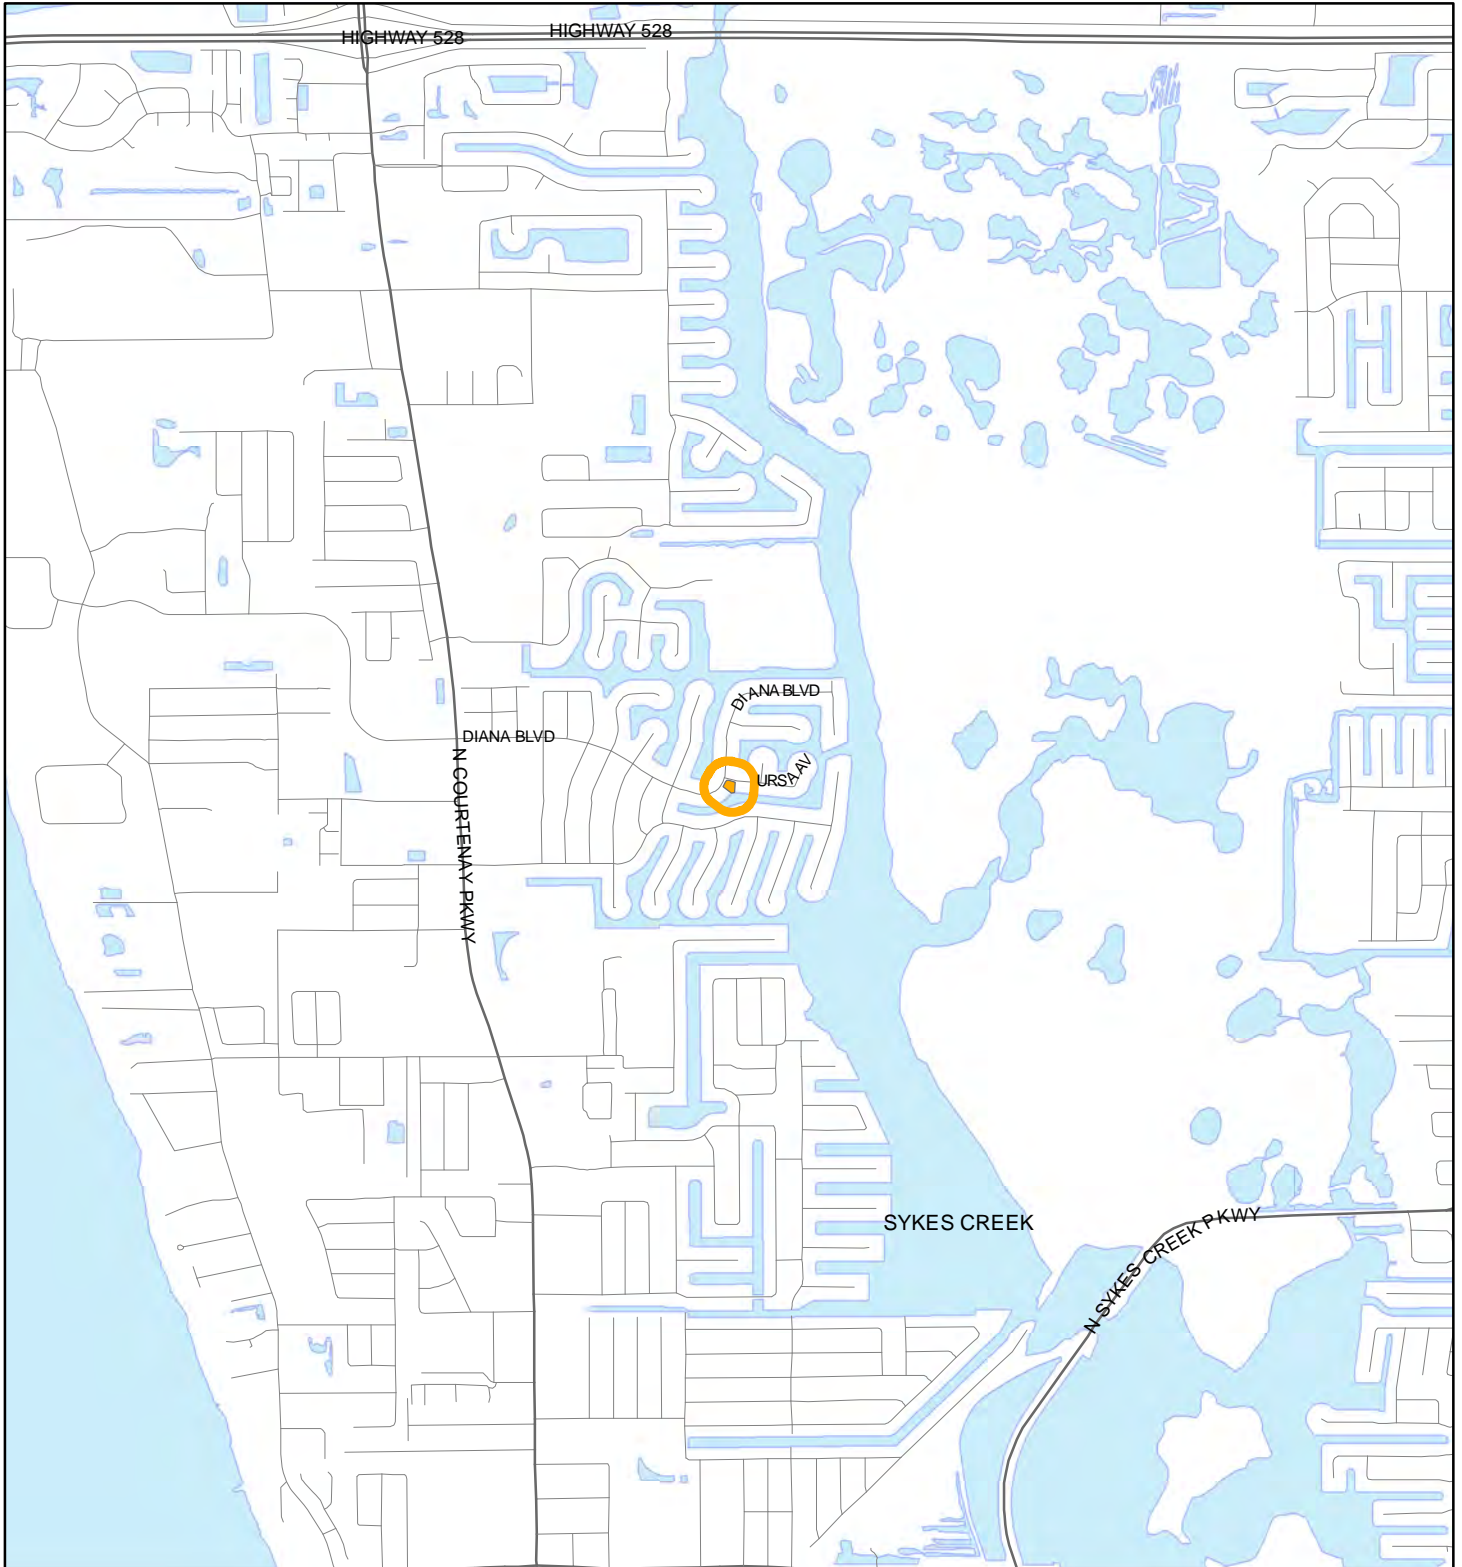 HIGHWAY 528
HIGHWAY 528
DIANA BLVD
DIANA BLVD
URSA AV
N COURTENAY PKWY
SYKES CREEK
N SYKES CREEK PKWY